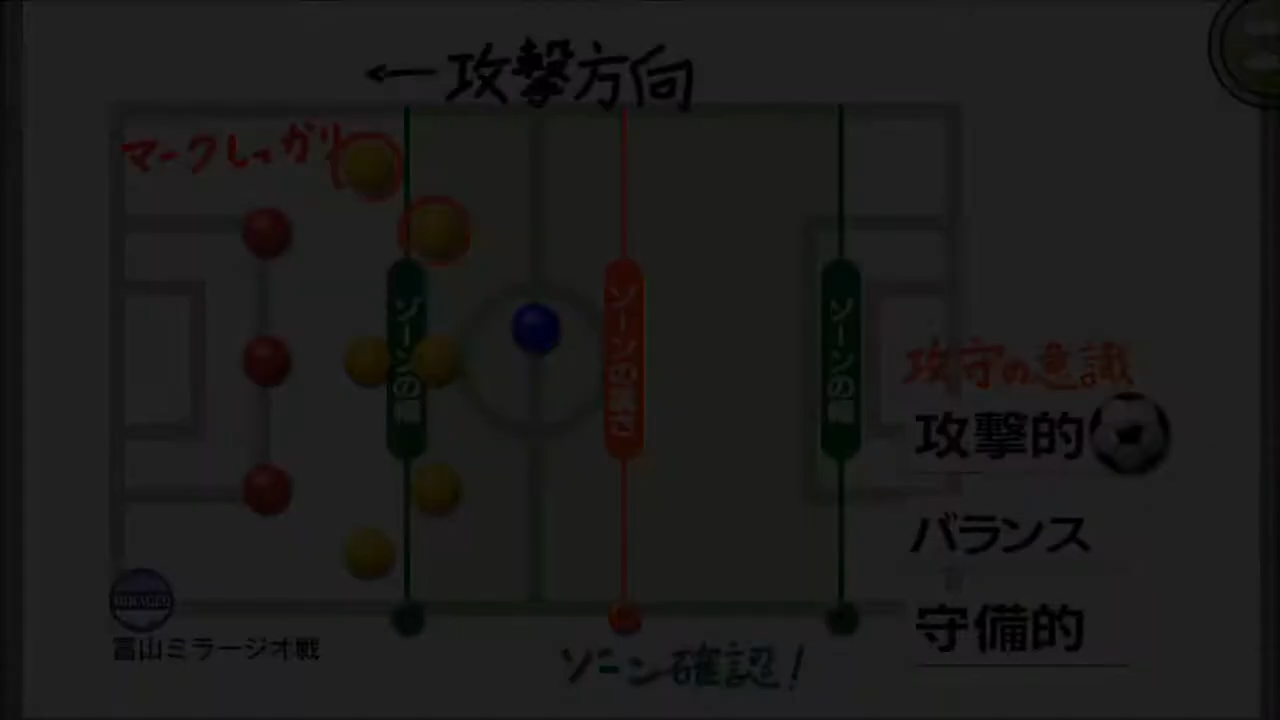 ←攻撃方向
マークしっかり
ゾーンの幅
ゾーンの深さ
ゾーンの幅
攻守の意識
攻撃的
バランス
守備的
富山ミラージオ戦
ゾーン確認!